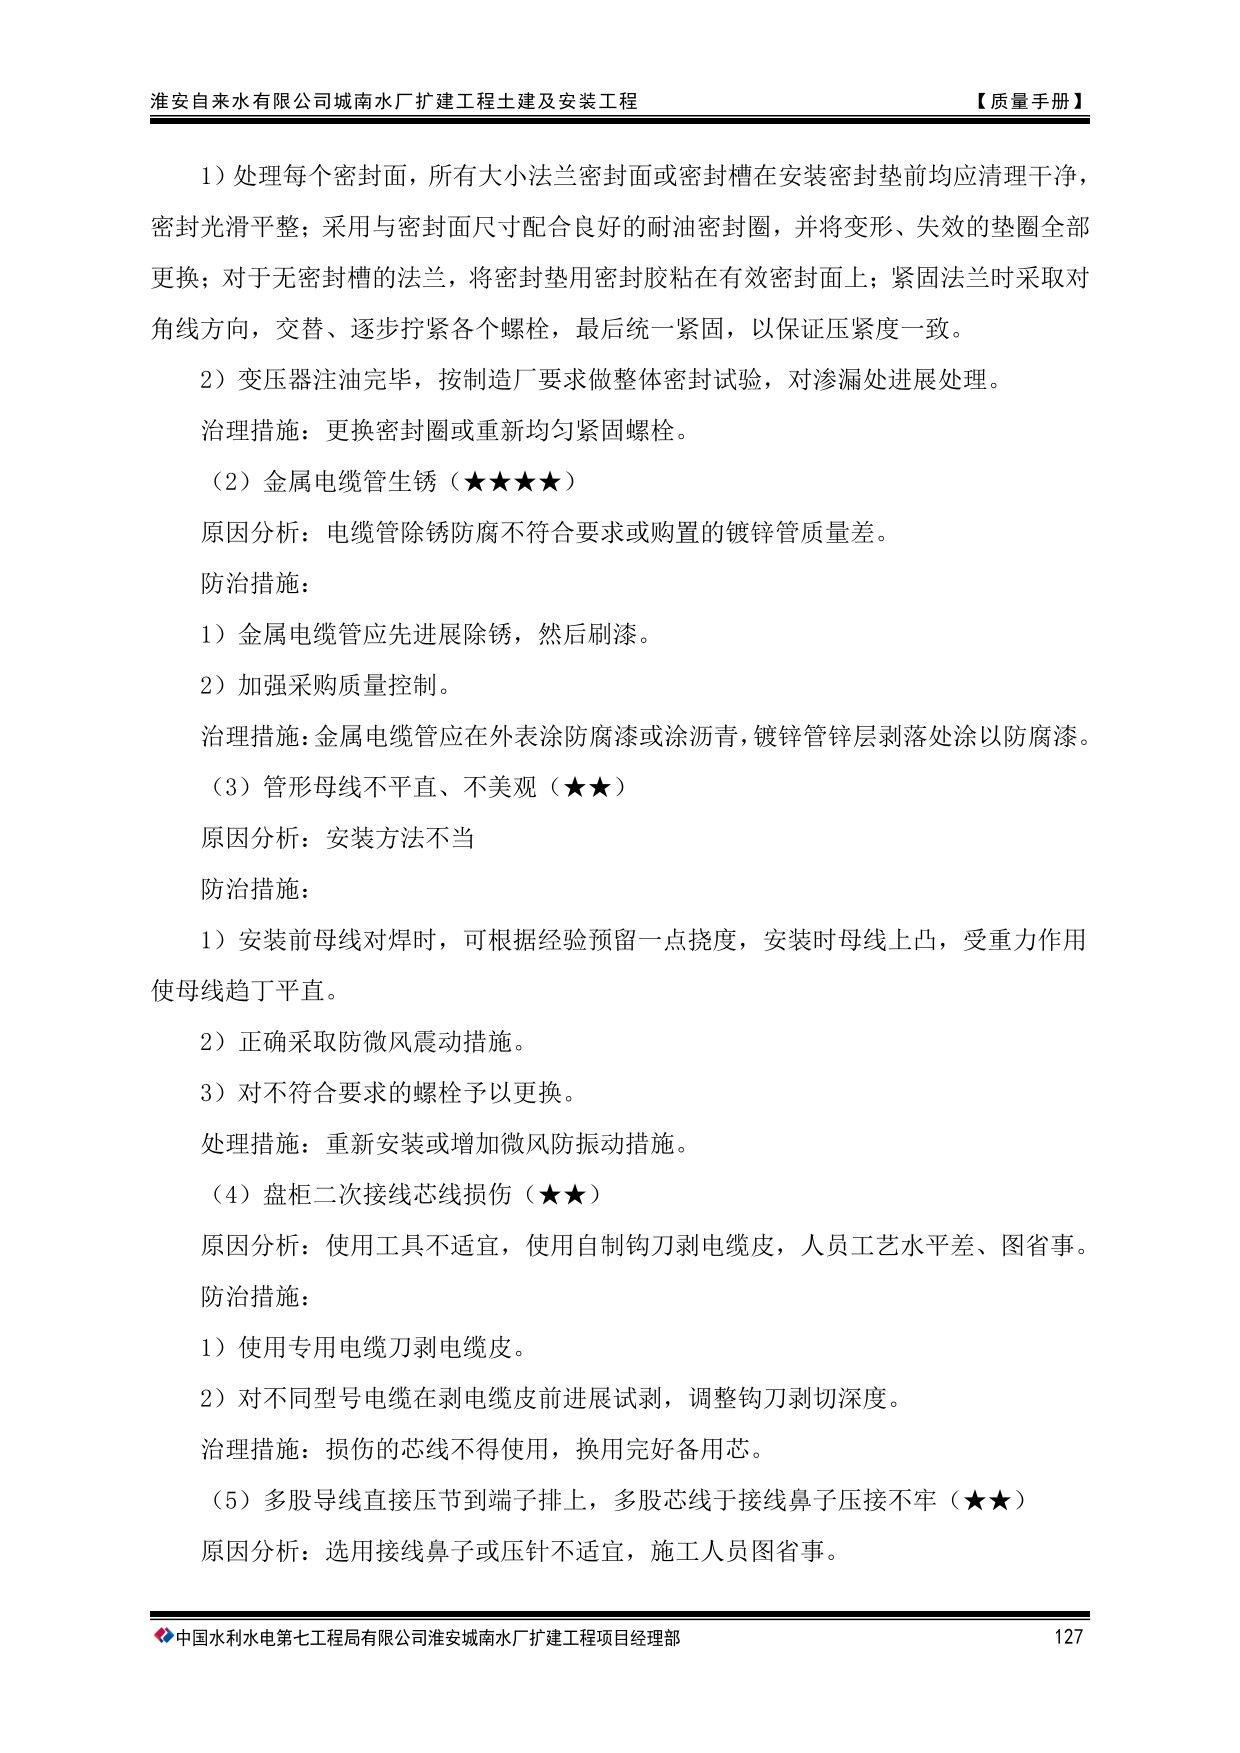 淮安自来水有限公司城南水厂扩建工程土建及安装工程 【质量手册】
1）处理每个密封面，所有大小法兰密封面或密封槽在安装密封垫前均应清理干净，
密封光滑平整；采用与密封面尺寸配合良好的耐油密封圈，并将变形、失效的垫圈全部
更换；对于无密封槽的法兰，将密封垫用密封胶粘在有效密封面上；紧固法兰时采取对
角线方向，交替、逐步拧紧各个螺栓，最后统一紧固，以保证压紧度一致。
2）变压器注油完毕，按制造厂要求做整体密封试验，对渗漏处进展处理。
治理措施：更换密封圈或重新均匀紧固螺栓。
（2）金属电缆管生锈（★★★★）
原因分析：电缆管除锈防腐不符合要求或购置的镀锌管质量差。
防治措施：
1）金属电缆管应先进展除锈，然后刷漆。
2）加强采购质量控制。
治理措施：金属电缆管应在外表涂防腐漆或涂沥青，镀锌管锌层剥落处涂以防腐漆。
（3）管形母线不平直、不美观（★★）
原因分析：安装方法不当
防治措施：
1）安装前母线对焊时，可根据经验预留一点挠度，安装时母线上凸，受重力作用
使母线趋丁平直。
2）正确采取防微风震动措施。
3）对不符合要求的螺栓予以更换。
处理措施：重新安装或增加微风防振动措施。
（4）盘柜二次接线芯线损伤（★★）
原因分析：使用工具不适宜，使用自制钩刀剥电缆皮，人员工艺水平差、图省事。
防治措施：
1）使用专用电缆刀剥电缆皮。
2）对不同型号电缆在剥电缆皮前进展试剥，调整钩刀剥切深度。
治理措施：损伤的芯线不得使用，换用完好备用芯。
（5）多股导线直接压节到端子排上，多股芯线于接线鼻子压接不牢（★★）
原因分析：选用接线鼻子或压针不适宜，施工人员图省事。
中国水利水电第七工程局有限公司淮安城南水厂扩建工程项目经理部 127